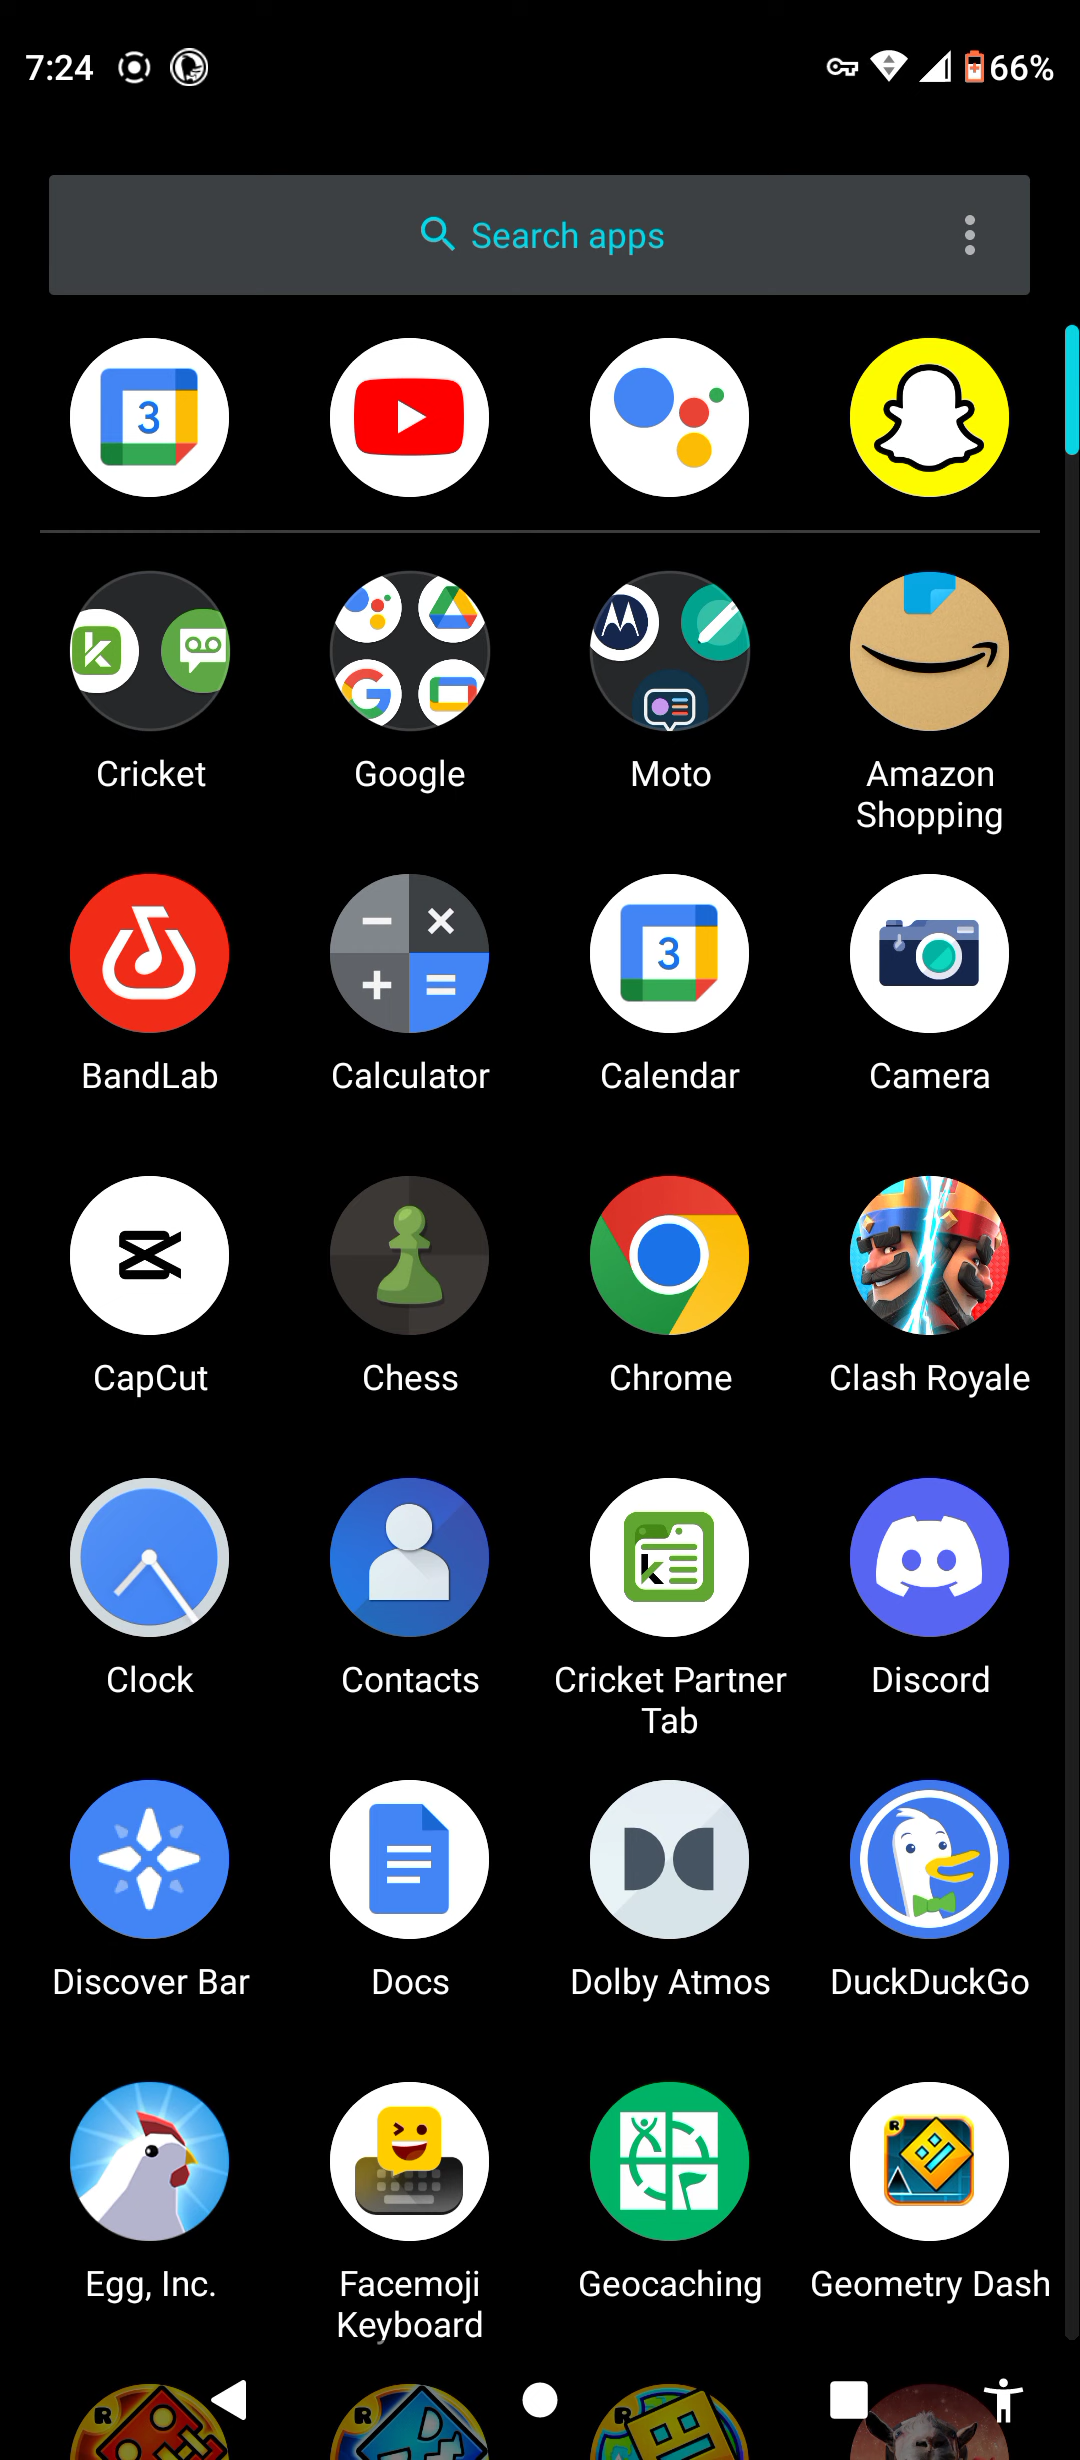 7:24 66%
Search apps
3
Cricket Google Moto Amazon Shopping
3
BandLab Calculator Calendar Camera
CapCut Chess Chrome Clash Royale
Clock Contacts Cricket Partner Tab Discord
Discover Bar Docs Dolby Atmos DuckDuckGo
R
Egg, Inc. Facemoji Keyboard Geocaching Geometry Dash
R R R